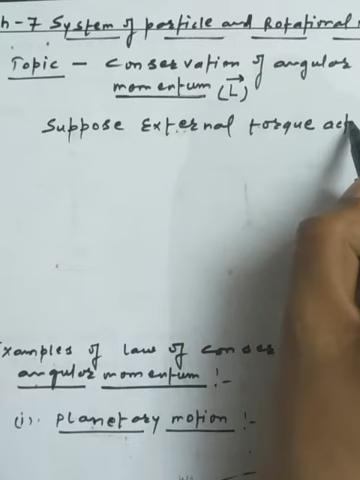 h-7 System of particle and Rotational
Topic - conservation of angular
momentum (L)
Suppose External torque act
xamples of law of conser
angular momentum :-
(i). Planetary motion :-